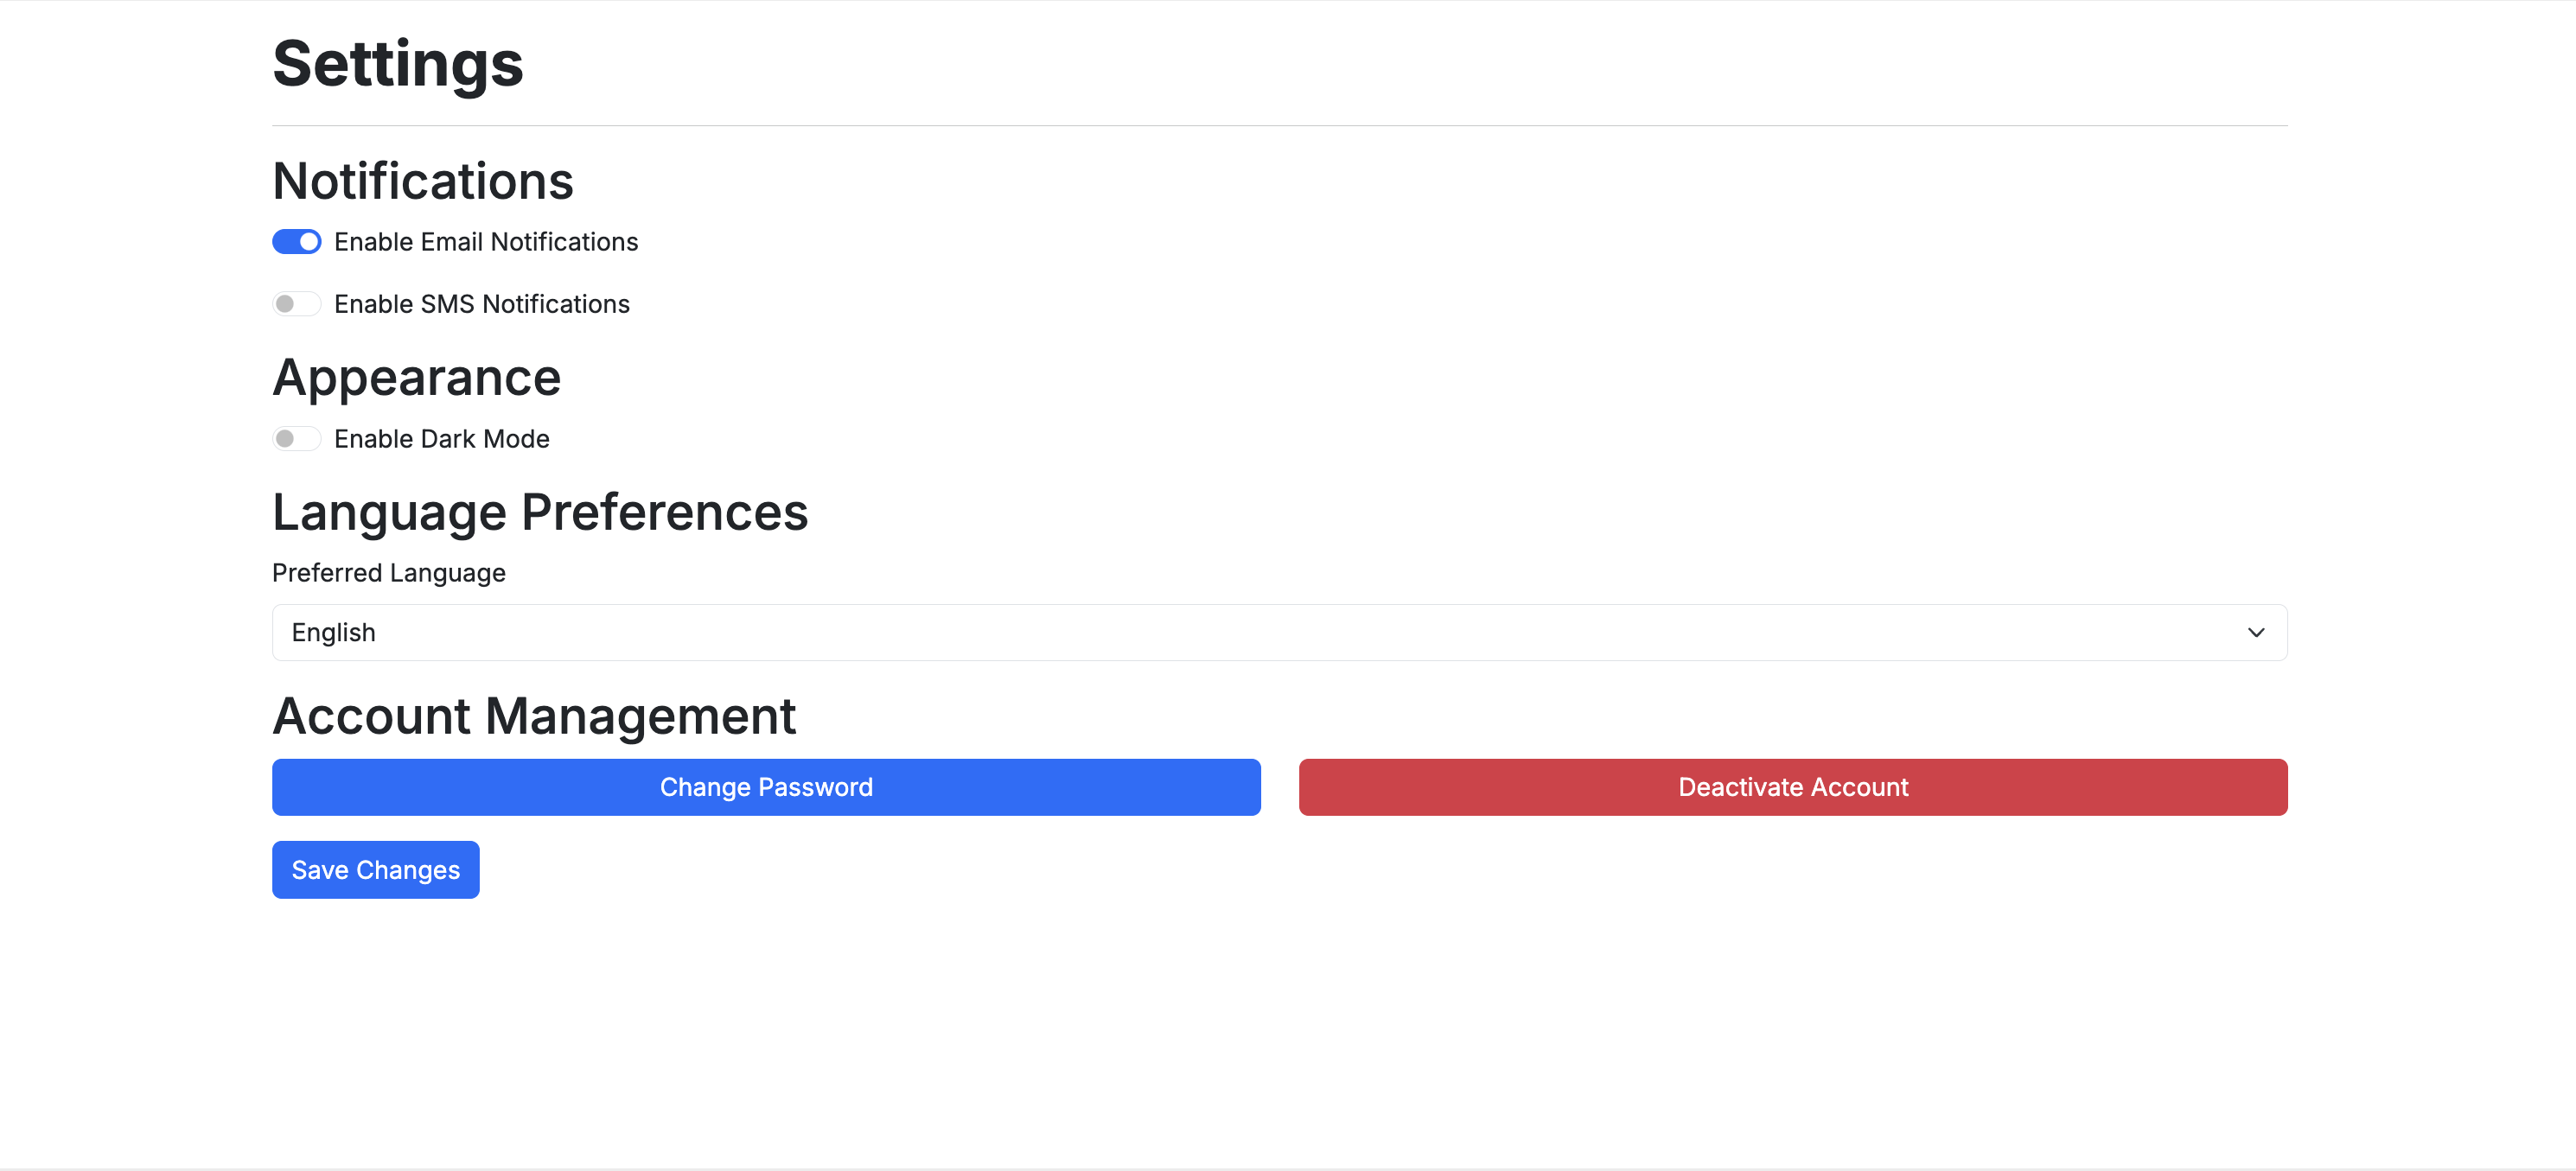 Settings
Notifications
Enable Email Notifications
Enable SMS Notifications
Appearance
Enable Dark Mode
Language Preferences
Preferred Language
English
Account Management
Change Password
Deactivate Account
Save Changes